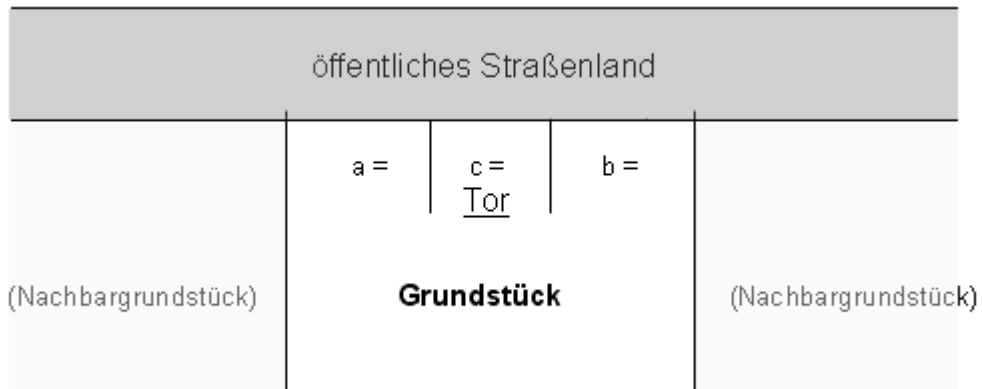 öffentliches Straßenland
a = c = b =
Tor
(Nachbargrundstück) Grundstück (Nachbargrundstück)